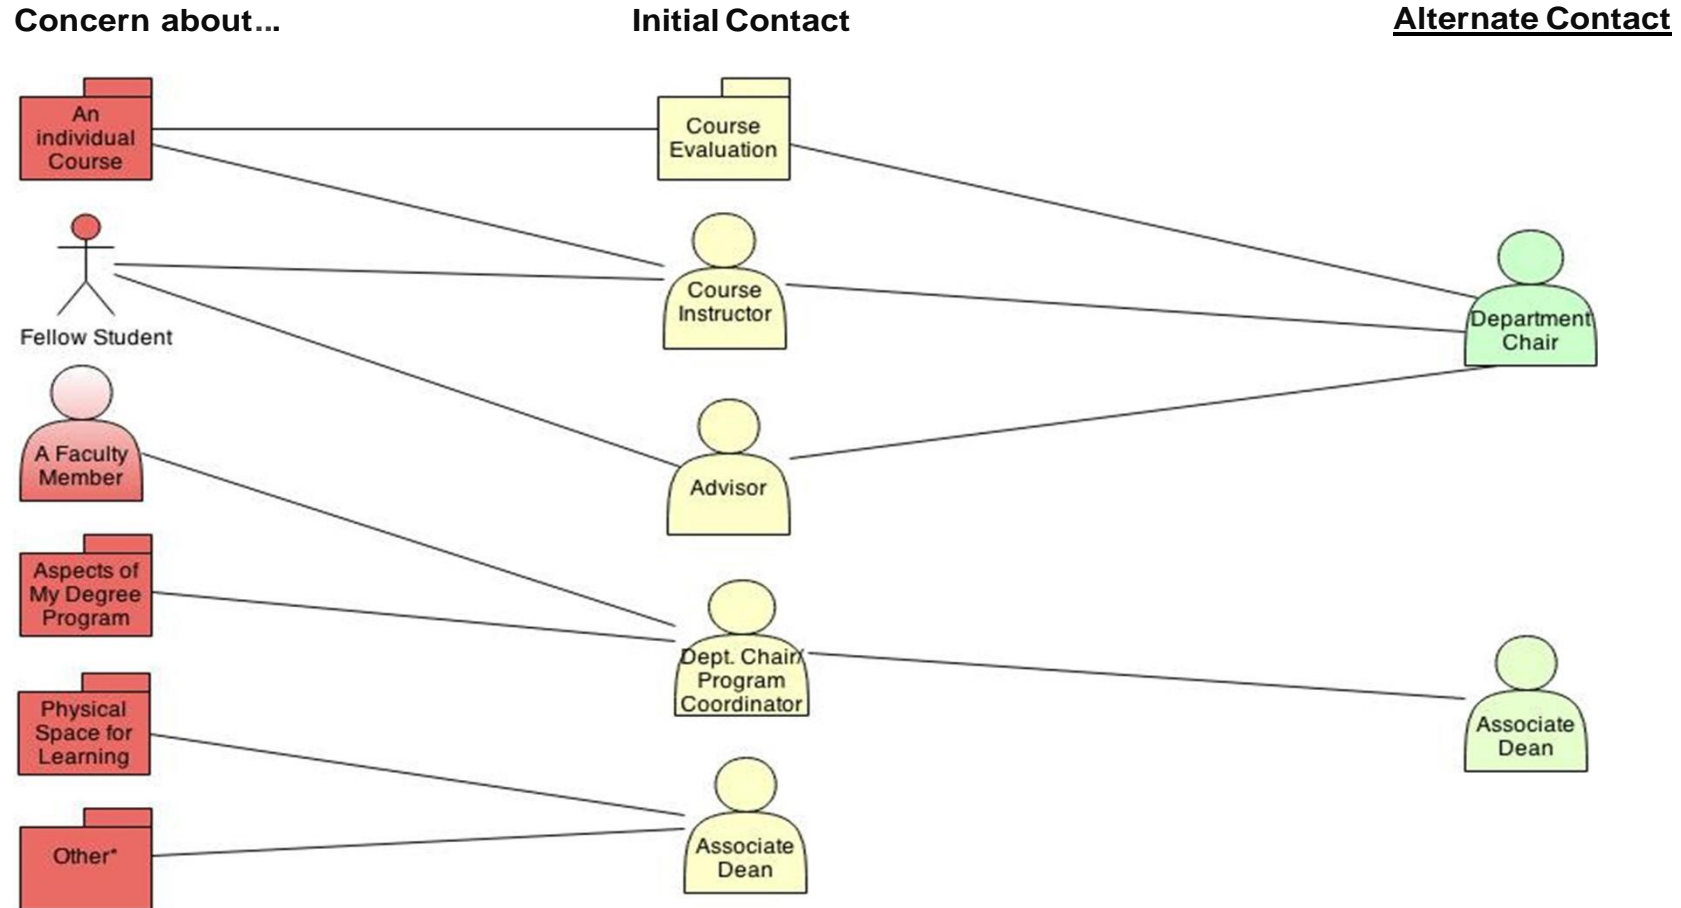 Concern about...
Initial Contact
Alternate Contact
An
individual
Course
Course
Evaluation
Fellow Student
Course
Instructor
Department
Chair
A Faculty
Member
Advisor
Aspects of
My Degree
Program
Dept. Chair/
Program
Coordinator
Physical
Space for
Learning
Associate
Dean
Other*
Associate
Dean